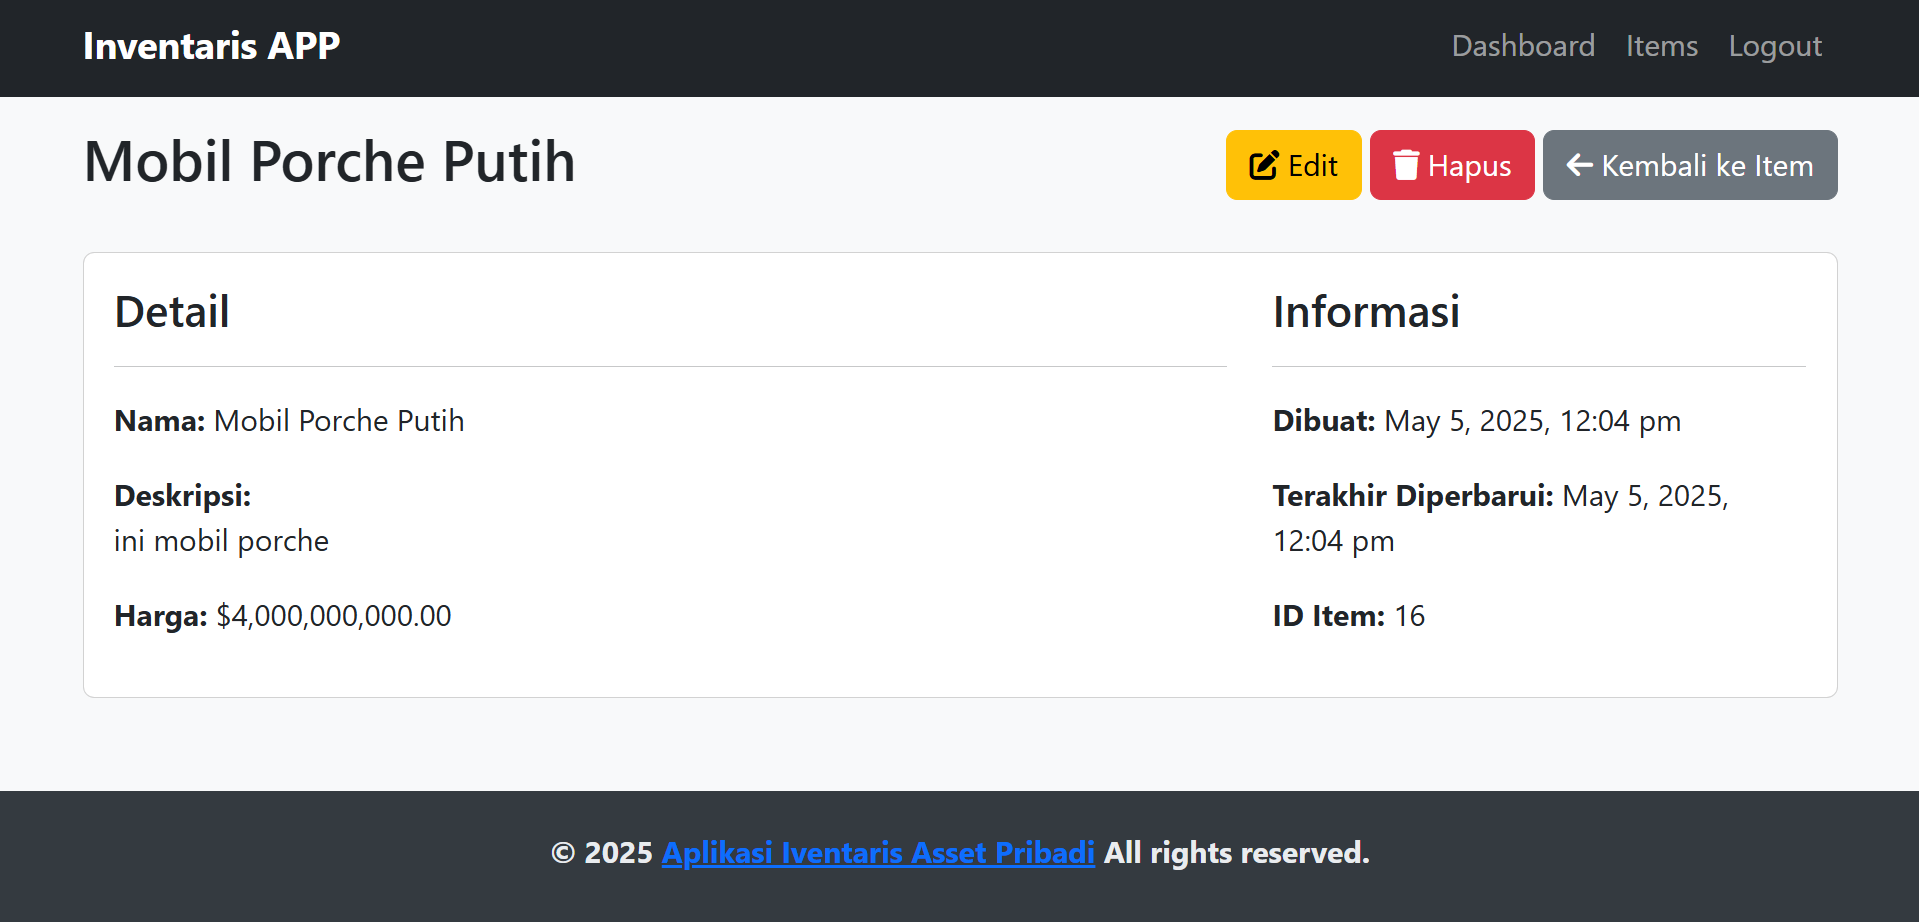 Inventaris APP
Dashboard Items Logout
Mobil Porche Putih
Edit Hapus Kembali ke Item
Detail
Nama: Mobil Porche Putih
Deskripsi:
ini mobil porche
Harga: $4,000,000,000.00
Informasi
Dibuat: May 5, 2025, 12:04 pm
Terakhir Diperbarui: May 5, 2025,
12:04 pm
ID Item: 16
© 2025 Aplikasi Iventaris Asset Pribadi All rights reserved.